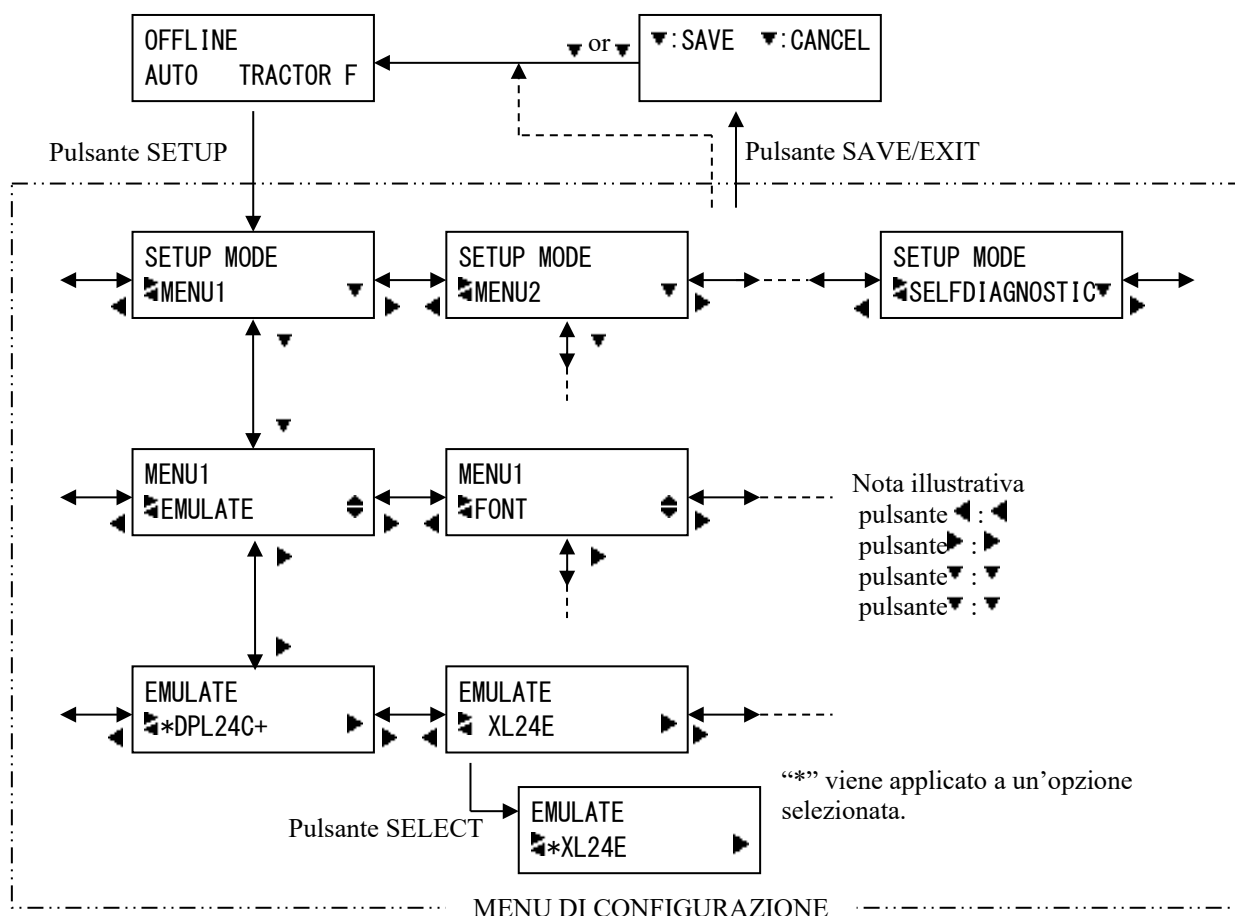 OFFLINE
AUTO TRACTOR F
▼ or ▼
▼:SAVE ▼:CANCEL
Pulsante SETUP
Pulsante SAVE/EXIT
SETUP MODE
MENU1 ▼
SETUP MODE
MENU2 ▼
SETUP MODE
SELFDIAGNOSTIC▼
MENU1
EMULATE
MENU1
FONT
Nota illustrativa
pulsante ◀ : ◀
pulsante▶ : ▶
pulsante▼ : ▼
pulsante▼ : ▼
EMULATE
*DPL24C+ ▶
EMULATE
XL24E ▶
“*” viene applicato a un’opzione
selezionata.
Pulsante SELECT
EMULATE
*XL24E ▶
MENU DI CONFIGURAZIONE